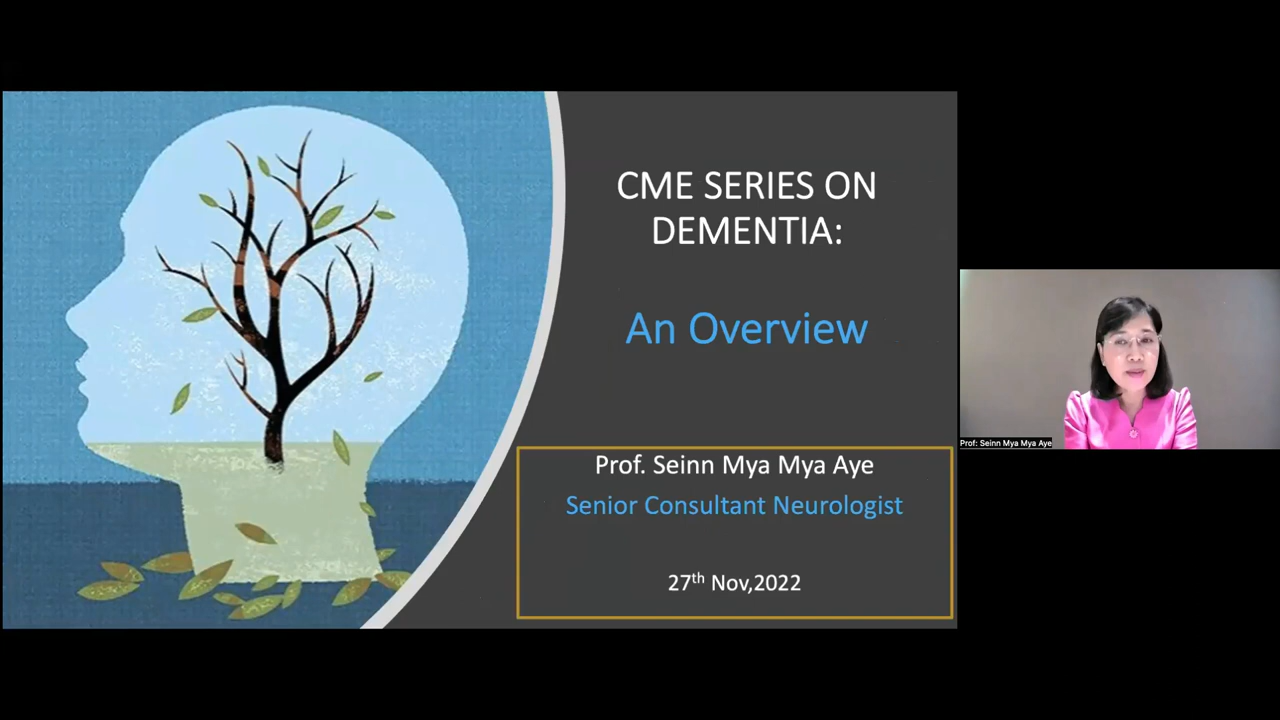 CME SERIES ON
DEMENTIA:
An Overview
Prof. Seinn Mya Mya Aye
Senior Consultant Neurologist
27th Nov,2022
Prof: Seinn Mya Mya Aye